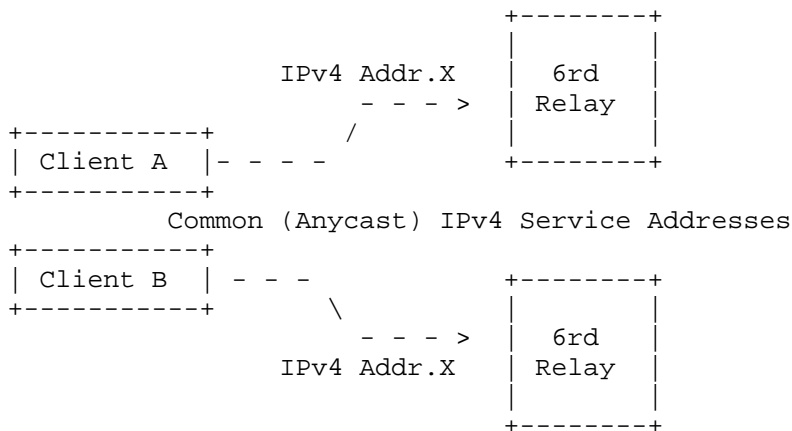 IPv4 Addr.X
6rd
Relay
Client A
Common (Anycast) IPv4 Service Addresses
Client B
6rd
IPv4 Addr.X
Relay